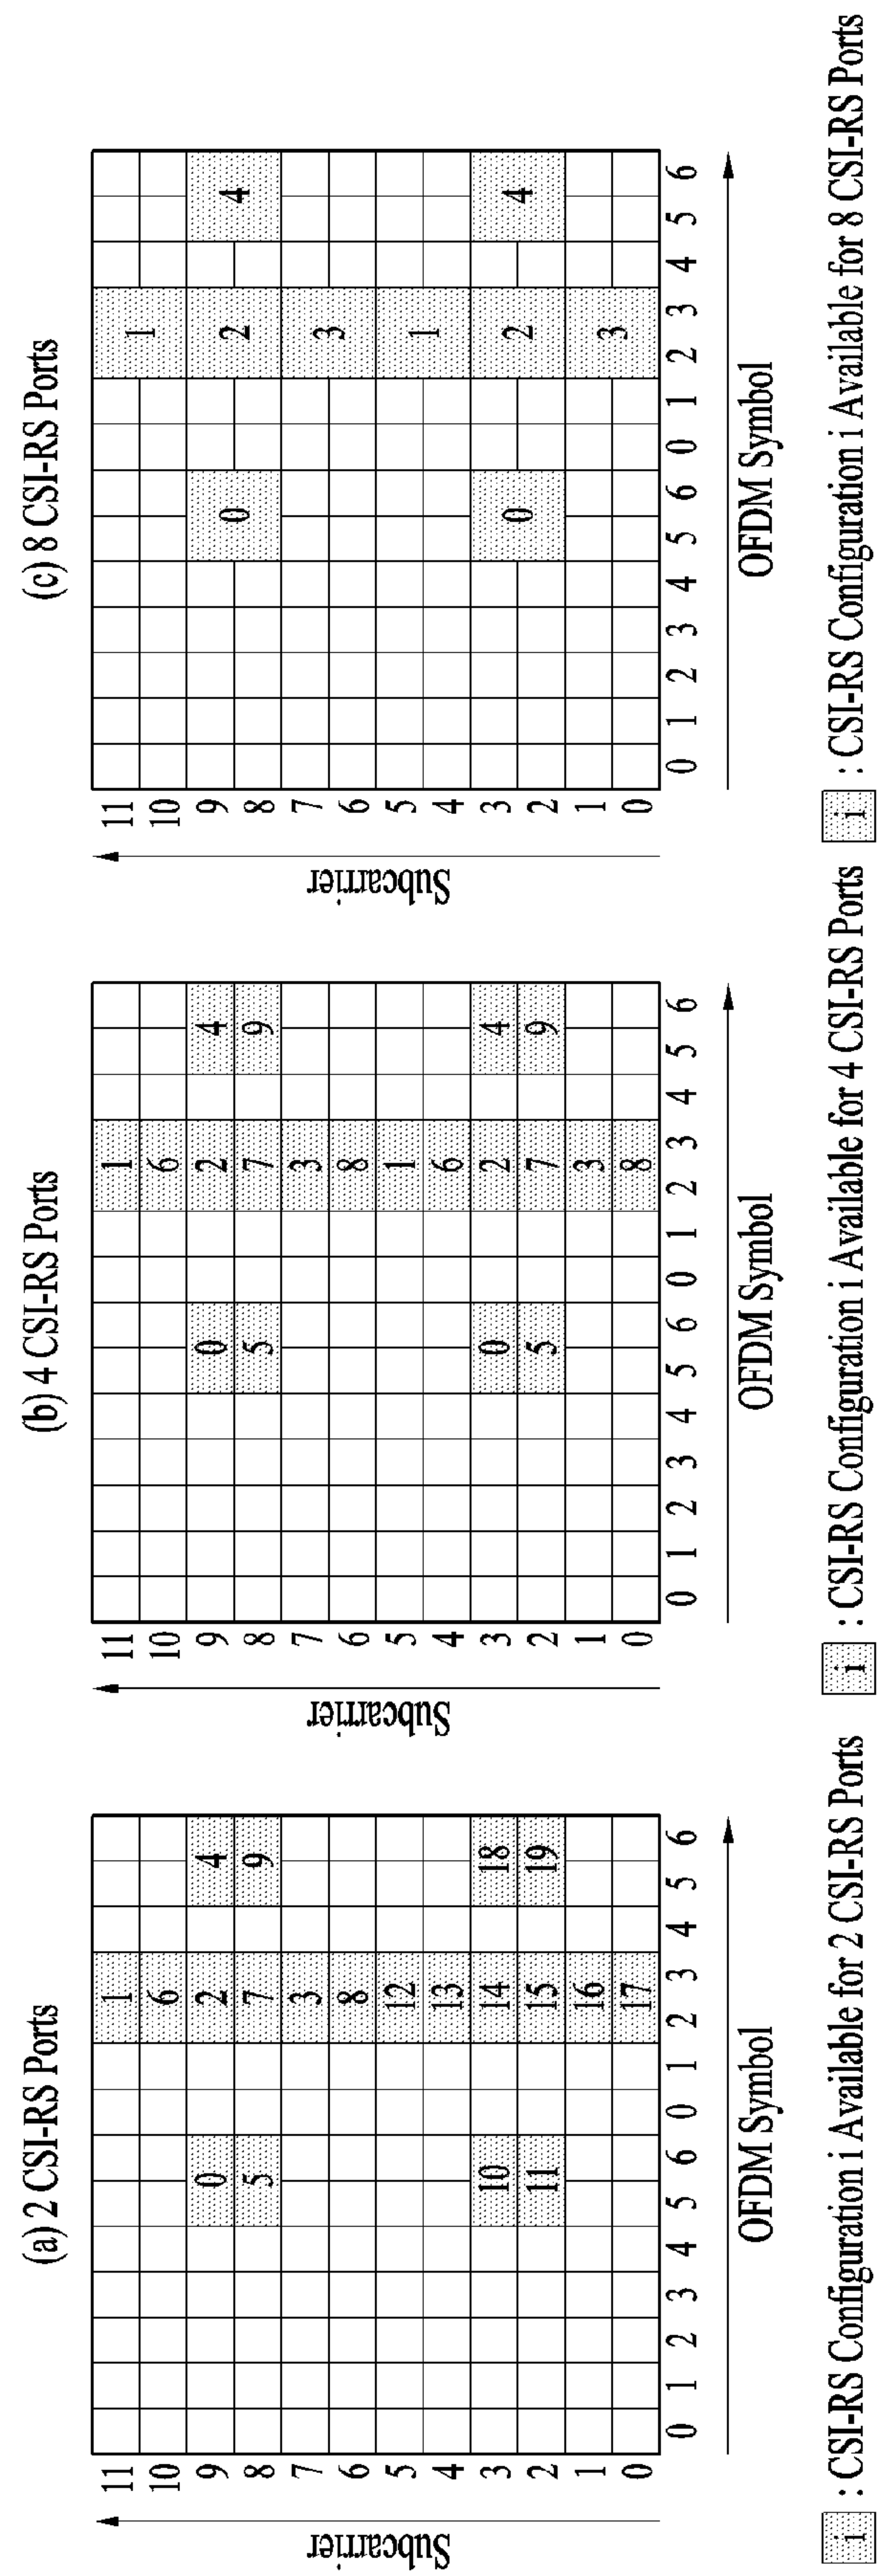 (a) 2 CSI-RS Ports
Subcarrier
11 1
10 6
9 0 2 4
8 5 7 9
7 3
6 8
5 12
4 13
3 10 14 18
2 11 15 19
1 16
0 17
0 1 2 3 4 5 6 0 1 2 3 4 5 6
OFDM Symbol
i : CSI-RS Configuration i Available for 2 CSI-RS Ports
(b) 4 CSI-RS Ports
Subcarrier
11 1
10 6
9 0 2 4
8 5 7 9
7 3
6 8
5 1
4 6
3 0 2 4
2 5 7 9
1 3
0 8
0 1 2 3 4 5 6 0 1 2 3 4 5 6
OFDM Symbol
i : CSI-RS Configuration i Available for 4 CSI-RS Ports
(c) 8 CSI-RS Ports
Subcarrier
11
1
10
9
0 2 4
8
7
3
6
5
1
4
3
0 2 4
2
1
3
0
0 1 2 3 4 5 6 0 1 2 3 4 5 6
OFDM Symbol
i : CSI-RS Configuration i Available for 8 CSI-RS Ports